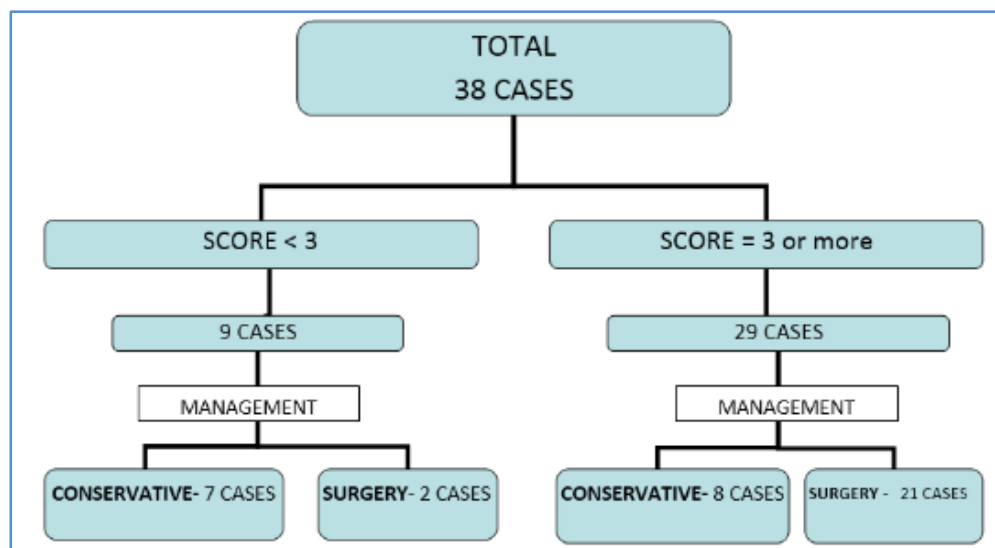 TOTAL
38 CASES
SCORE < 3
SCORE = 3 or more
9 CASES
29 CASES
MANAGEMENT
MANAGEMENT
CONSERVATIVE- 7 CASES
SURGERY- 2 CASES
CONSERVATIVE- 8 CASES
SURGERY - 21 CASES